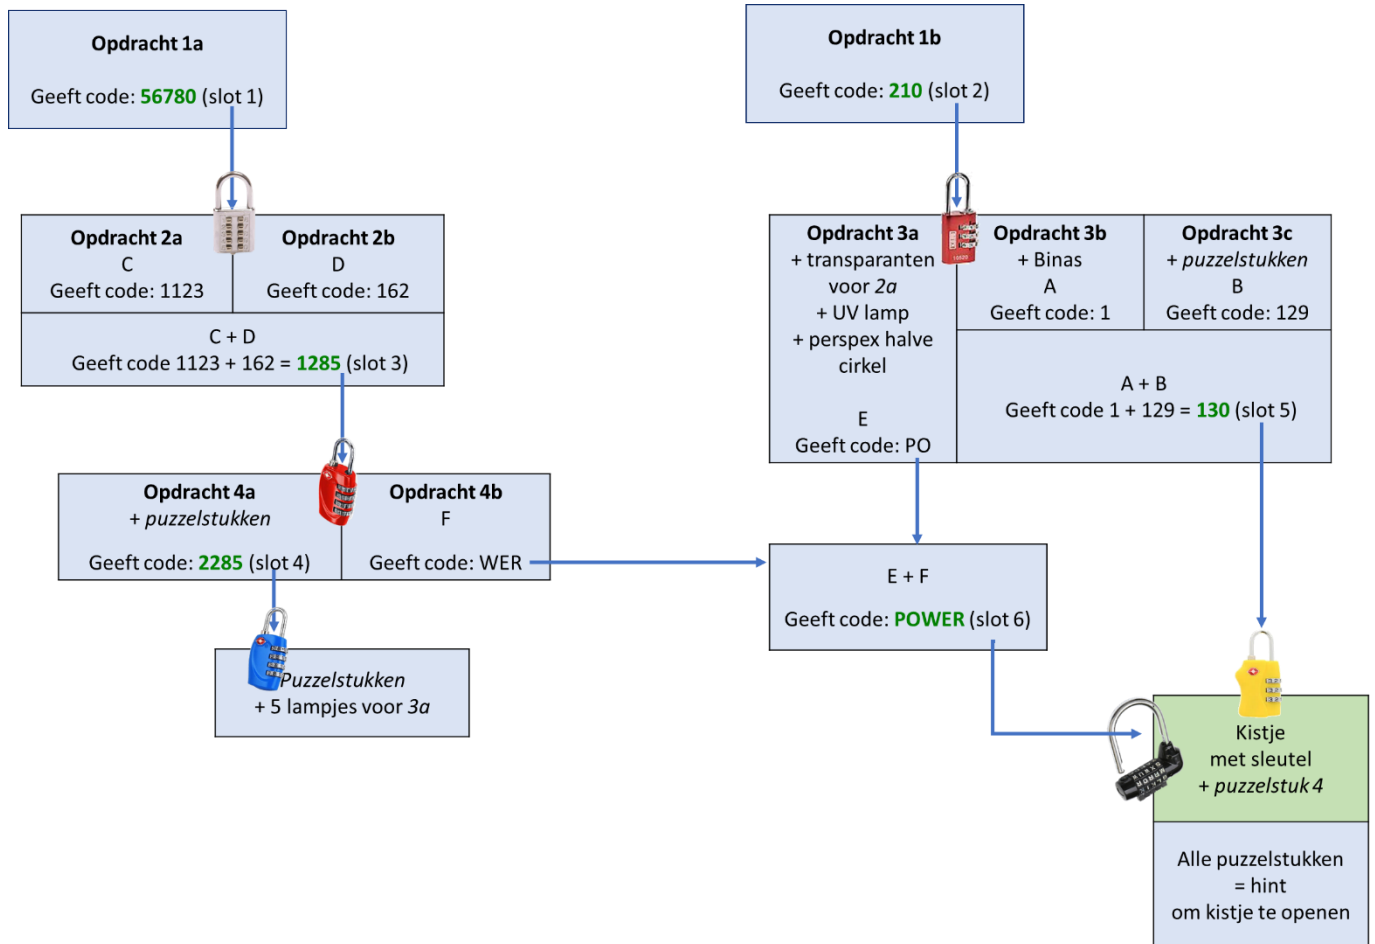 Opdracht 1a
Geeft code: 56780 (slot 1)
Opdracht 1b
Geeft code: 210 (slot 2)
Opdracht 2a
C
Geeft code: 1123
Opdracht 2b
D
Geeft code: 162
C + D
Geeft code 1123 + 162 = 1285 (slot 3)
Opdracht 3a
+ transparanten
voor 2a
+ UV lamp
+ perspex halve
cirkel
E
Geeft code: PO
Opdracht 3b
+ Binas
A
Geeft code: 1
Opdracht 3c
+ puzzelstukken
B
Geeft code: 129
A + B
Geeft code 1 + 129 = 130 (slot 5)
Opdracht 4a
+ puzzelstukken
Geeft code: 2285 (slot 4)
Opdracht 4b
F
Geeft code: WER
E + F
Geeft code: POWER (slot 6)
Puzzelstukken
+ 5 lampjes voor 3a
Kistje
met sleutel
+ puzzelstuk 4
Alle puzzelstukken
= hint
om kistje te openen